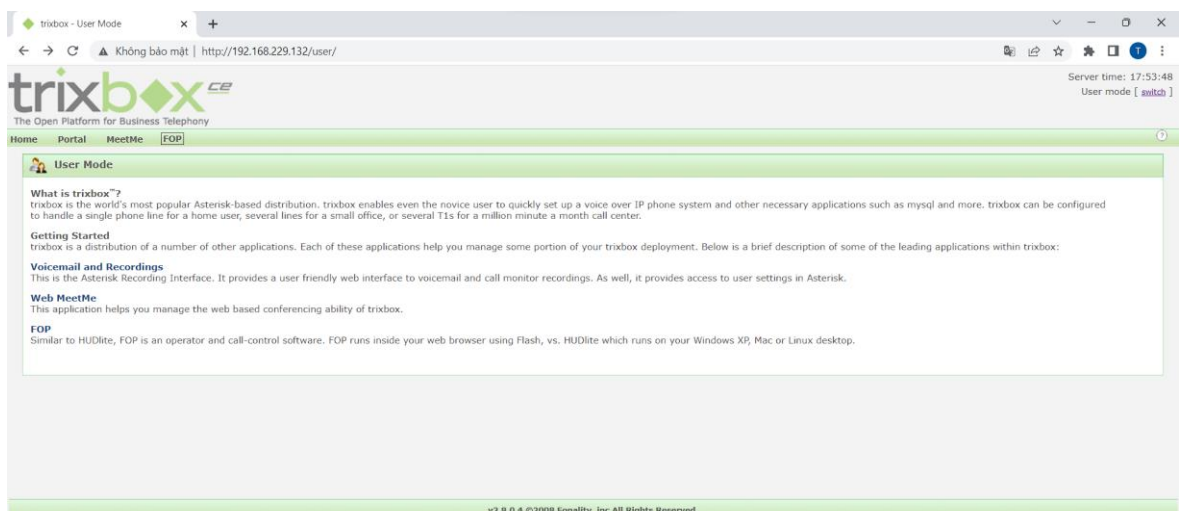 trixbox - User Mode
Không bảo mật | http://192.168.229.132/user/
T
trixbox CE
The Open Platform for Business Telephony
Server time: 17:53:48
User mode [ switch ]
Home Portal MeetMe FOP
?
User Mode
What is trixbox™?
trixbox is the world's most popular Asterisk-based distribution. trixbox enables even the novice user to quickly set up a voice over IP phone system and other necessary applications such as mysql and more. trixbox can be configured
to handle a single phone line for a home user, several lines for a small office, or several T1s for a million minute a month call center.
Getting Started
trixbox is a distribution of a number of other applications. Each of these applications help you manage some portion of your trixbox deployment. Below is a brief description of some of the leading applications within trixbox:
Voicemail and Recordings
This is the Asterisk Recording Interface. It provides a user friendly web interface to voicemail and call monitor recordings. As well, it provides access to user settings in Asterisk.
Web MeetMe
This application helps you manage the web based conferencing ability of trixbox.
FOP
Similar to HUDlite, FOP is an operator and call-control software. FOP runs inside your web browser using Flash, vs. HUDlite which runs on your Windows XP, Mac or Linux desktop.
v2.8.0.4 ©2008 Fonality, inc All Rights Reserved